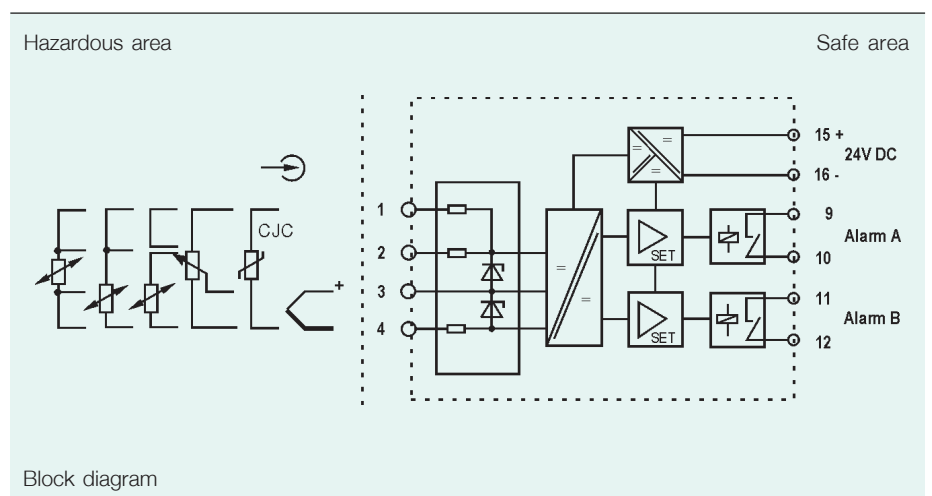 Hazardous area
Safe area
15 +
24V DC
16 -
1
9
CJC
Alarm A
2
SET
10
3
+
11
4
Alarm B
SET
12
Block diagram